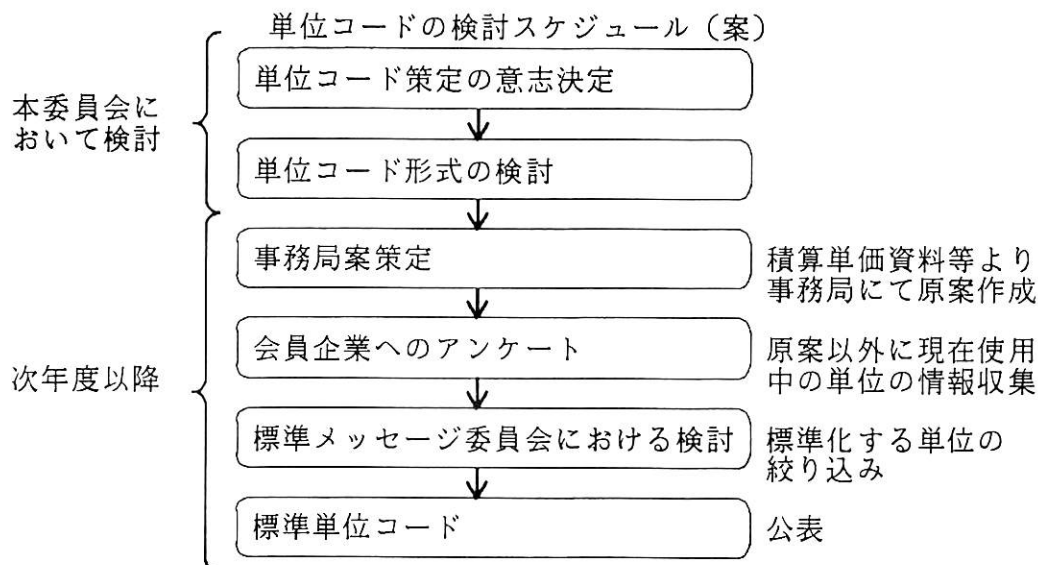 単位コードの検討スケジュール（案）
本委員会に
おいて検討
単位コード策定の意志決定
単位コード形式の検討
次年度以降
事務局案策定
積算単価資料等より
事務局にて原案作成
会員企業へのアンケート
原案以外に現在使用
中の単位の情報収集
標準メッセージ委員会における検討
標準化する単位の
絞り込み
標準単位コード
公表